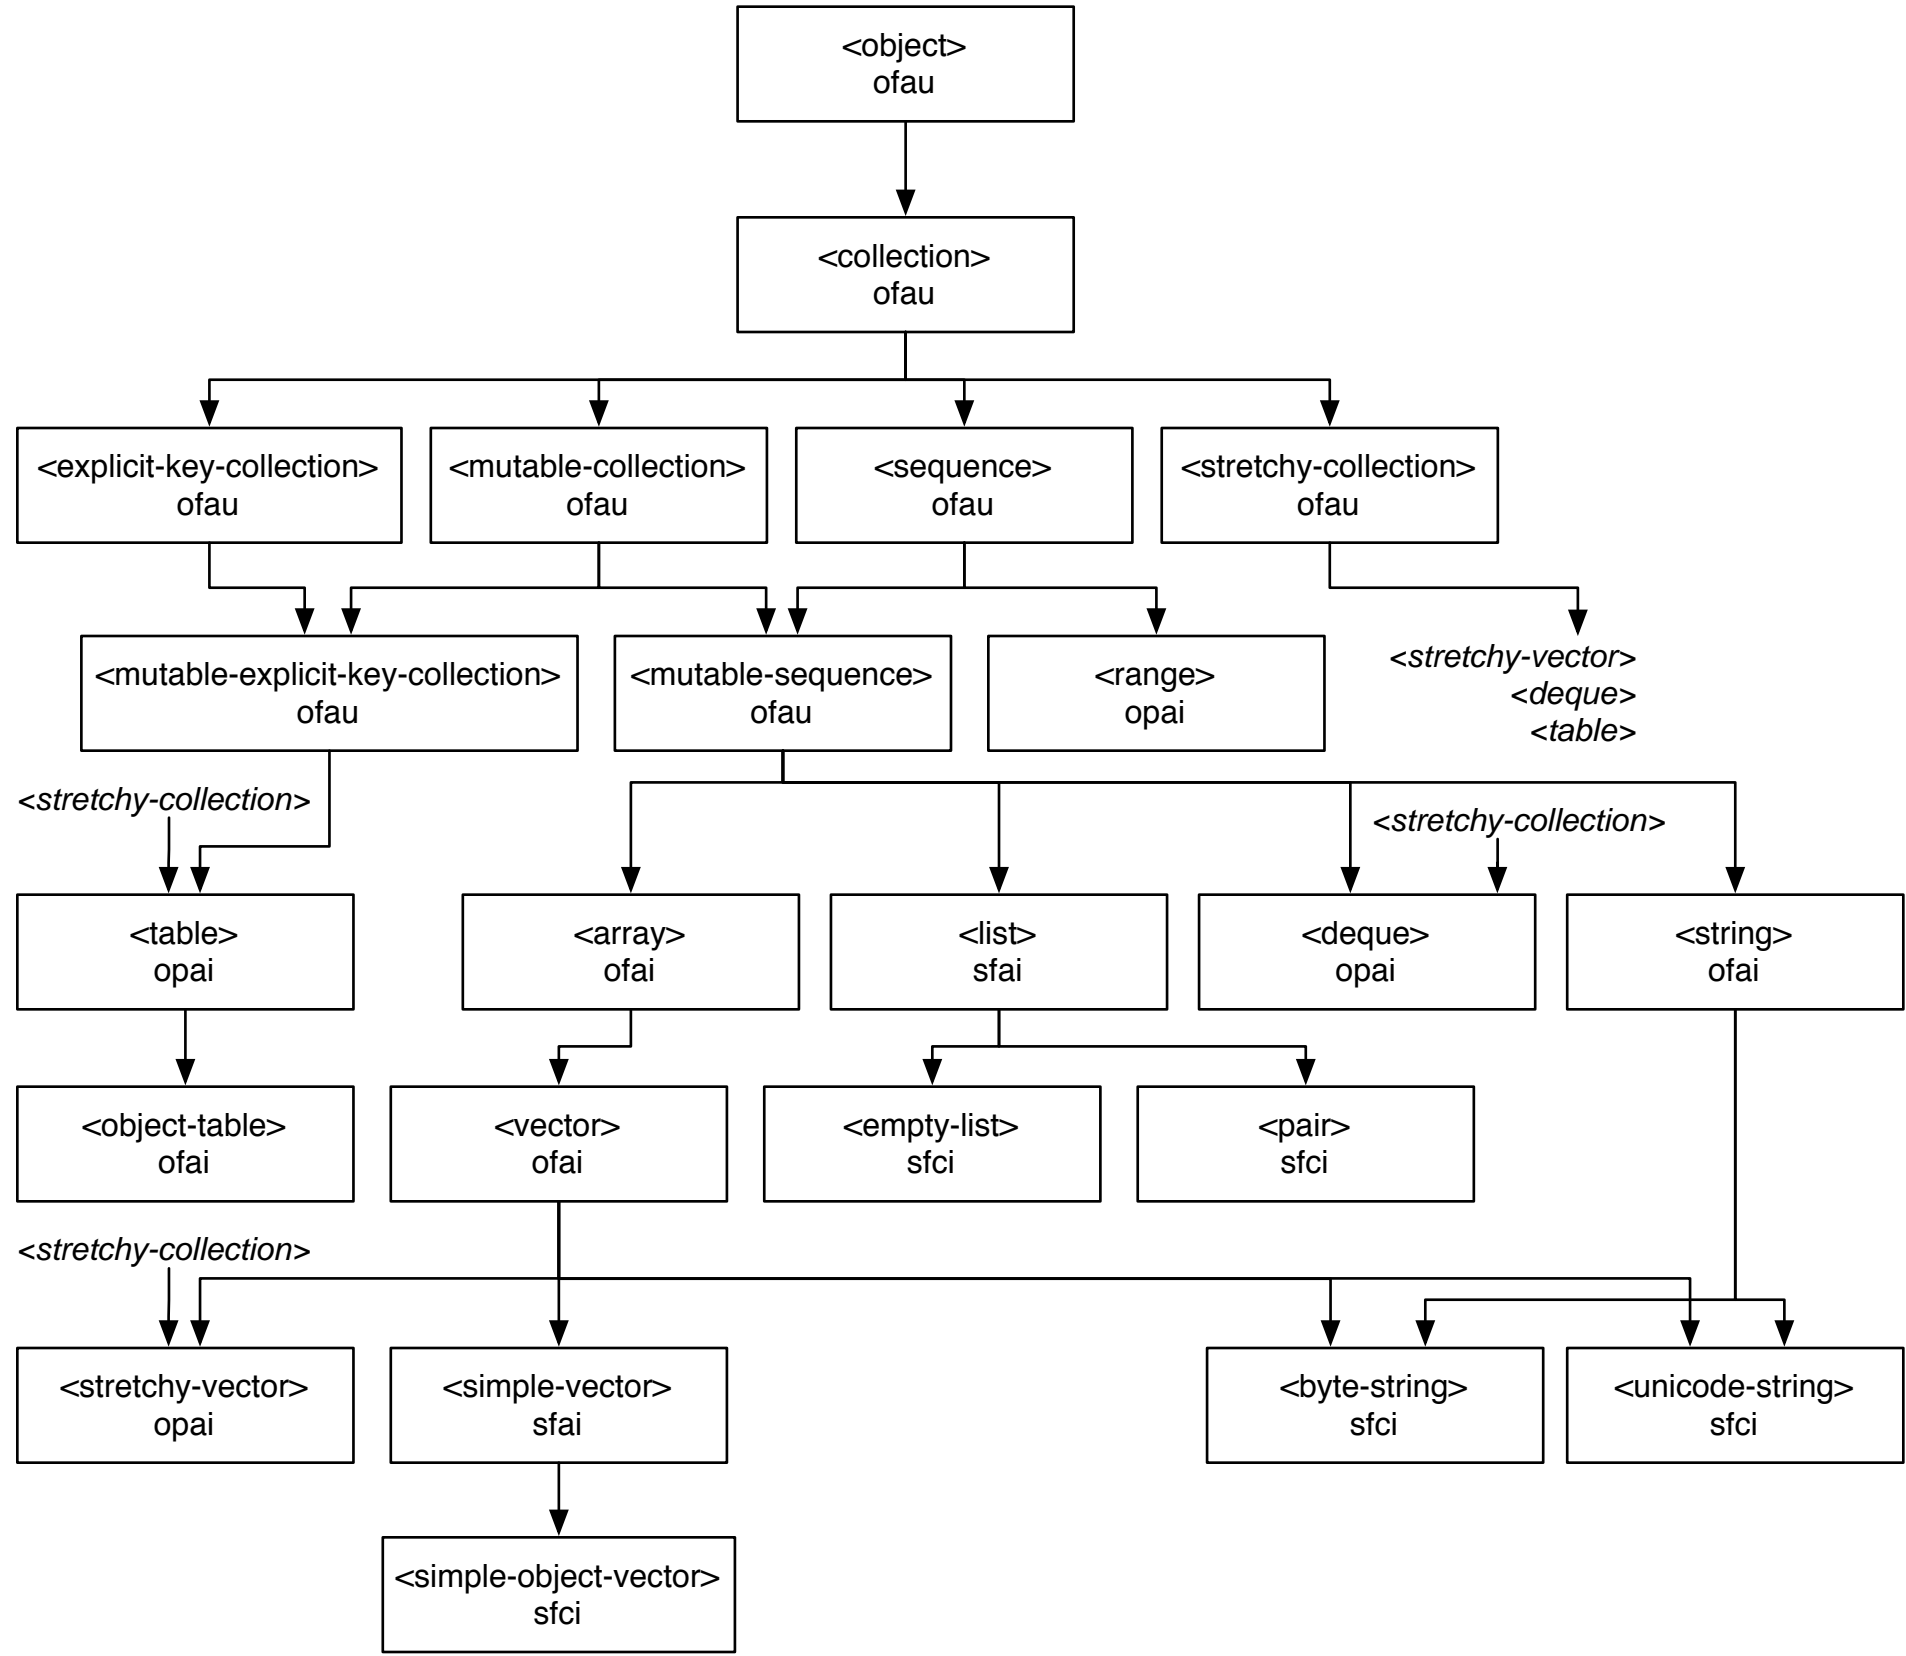 <object>
ofau
<collection>
ofau
<explicit-key-collection>
ofau
<mutable-collection>
ofau
<sequence>
ofau
<stretchy-collection>
ofau
<mutable-explicit-key-collection>
ofau
<mutable-sequence>
ofau
<range>
opai
<stretchy-vector>
<deque>
<table>
<stretchy-collection>
<stretchy-collection>
<table>
opai
<array>
ofai
<list>
sfai
<deque>
opai
<string>
ofai
<object-table>
ofai
<vector>
ofai
<empty-list>
sfci
<pair>
sfci
<stretchy-collection>
<stretchy-vector>
opai
<simple-vector>
sfai
<byte-string>
sfci
<unicode-string>
sfci
<simple-object-vector>
sfci